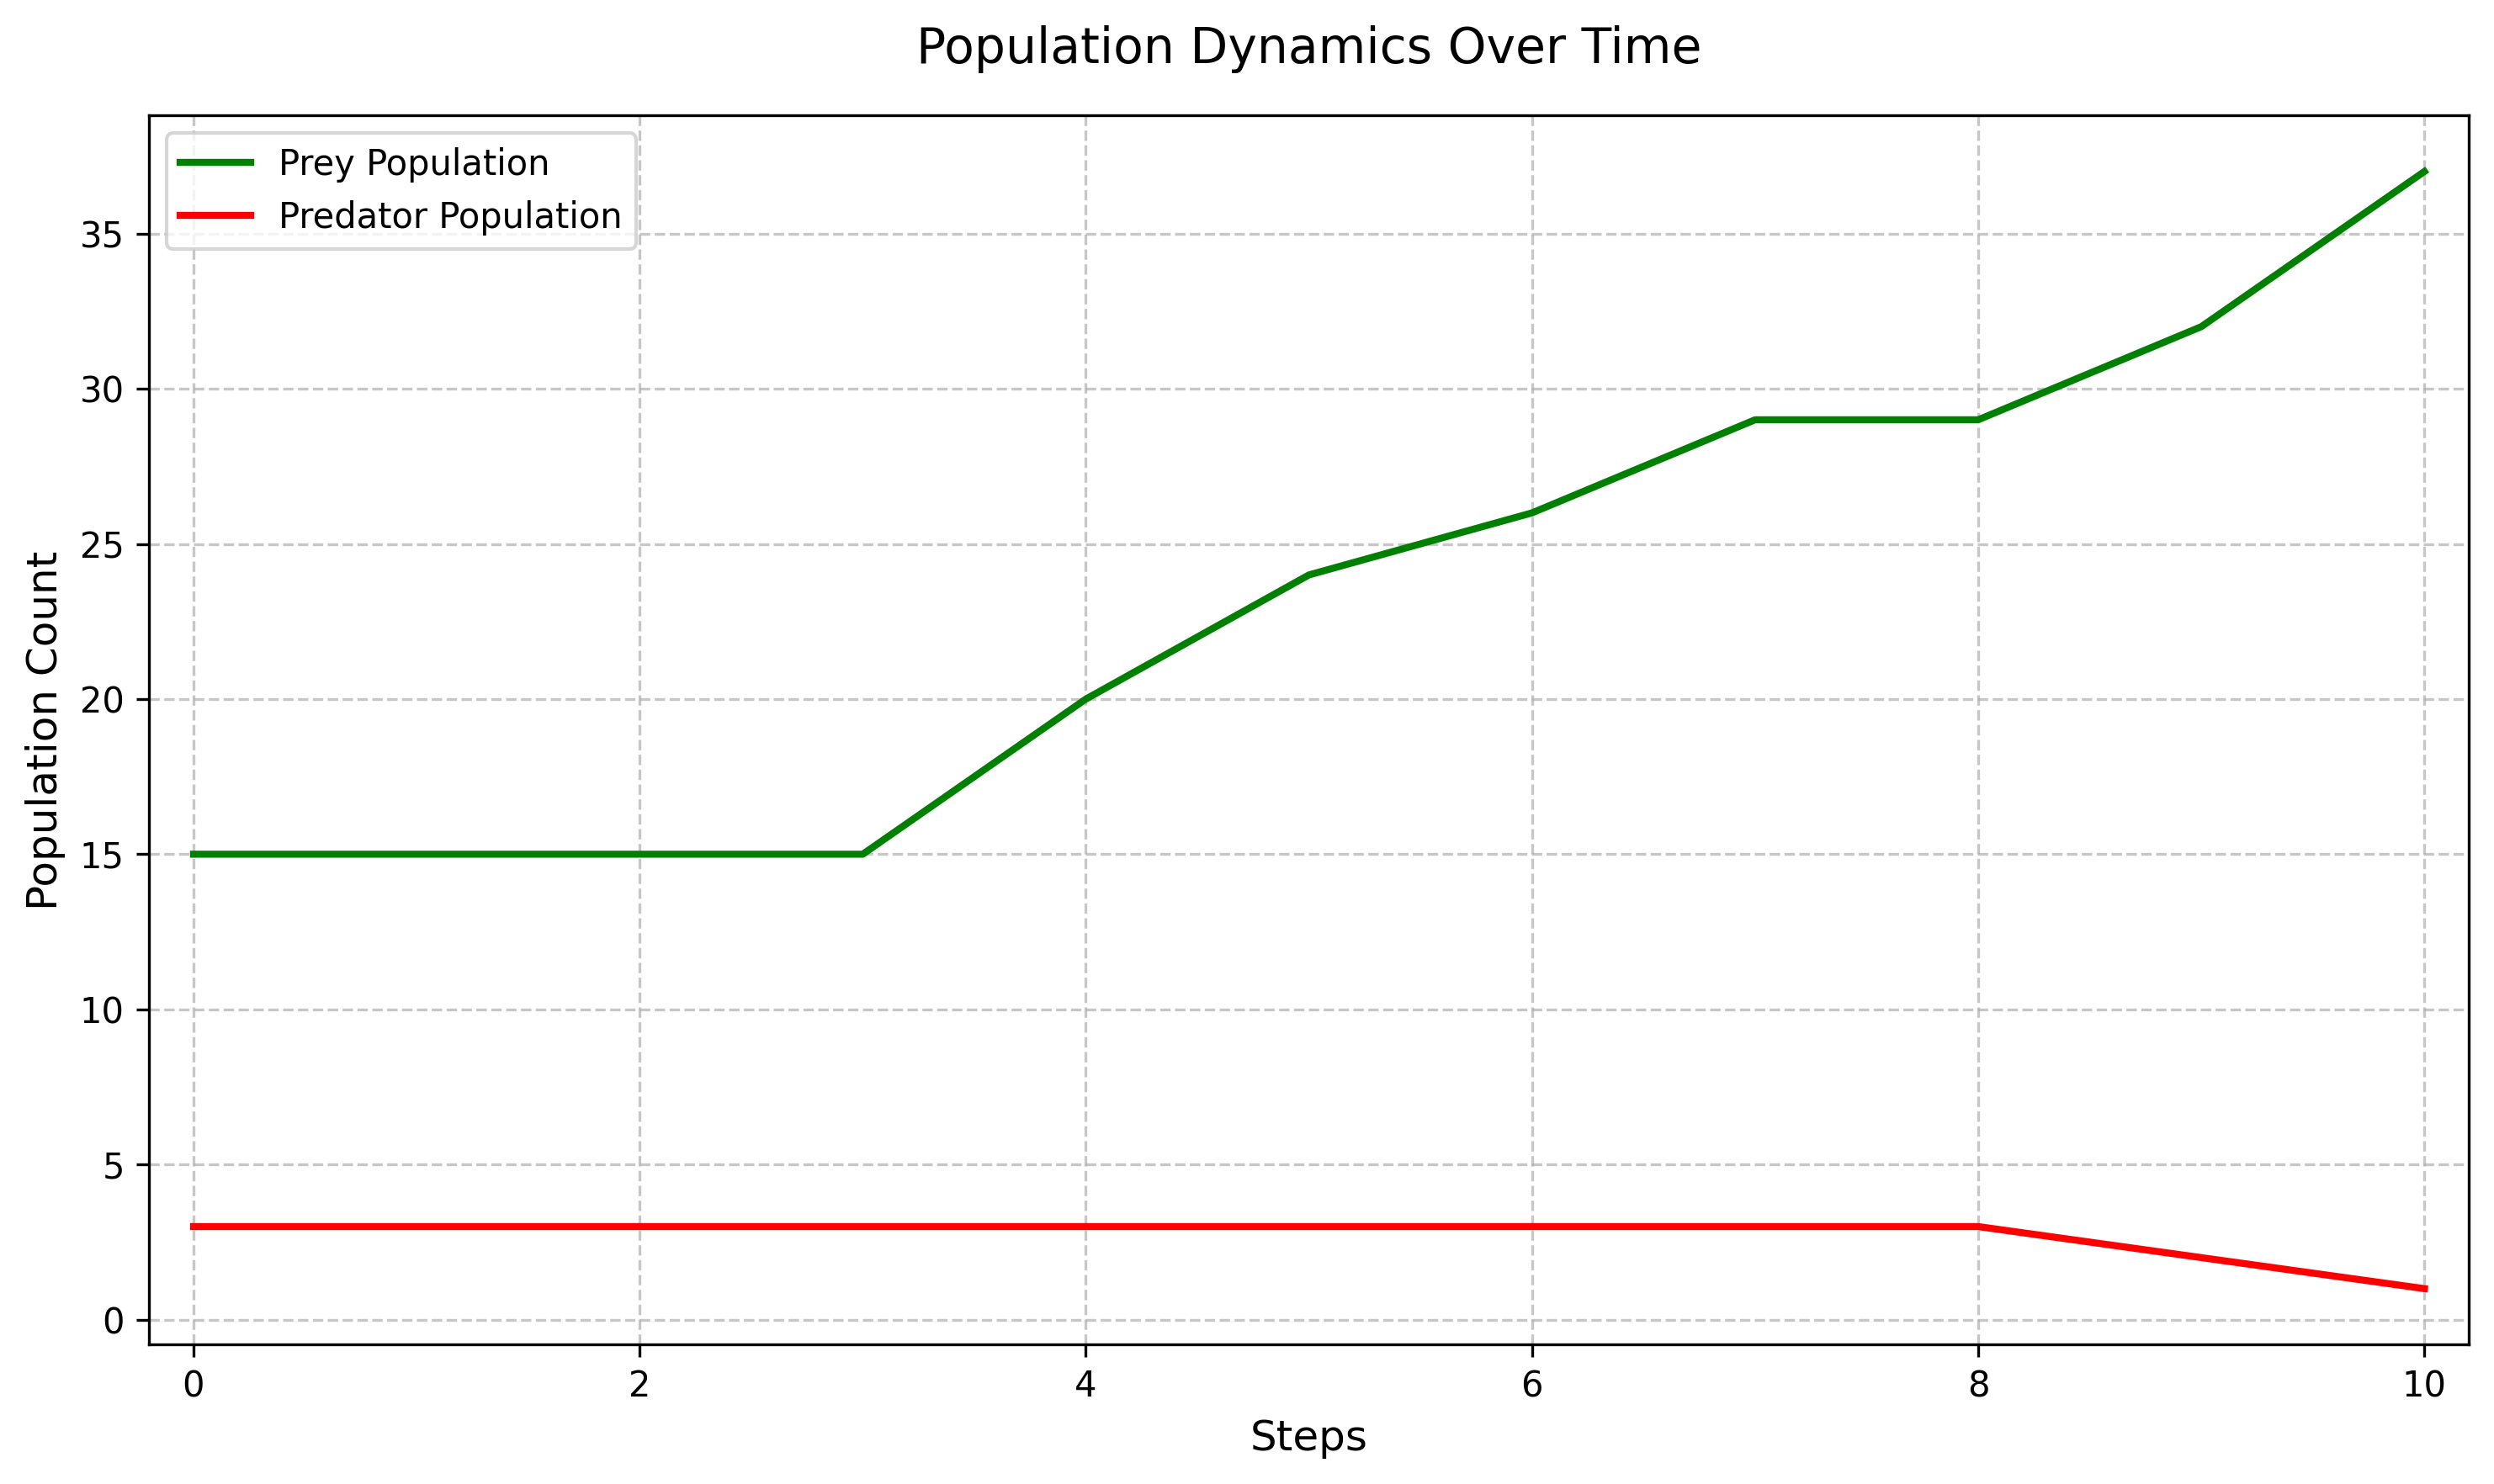 Population Dynamics Over Time
Prey Population
Predator Population
Population Count
35
30
25
20
15
10
5
0
0 2 4 6 8 10
Steps